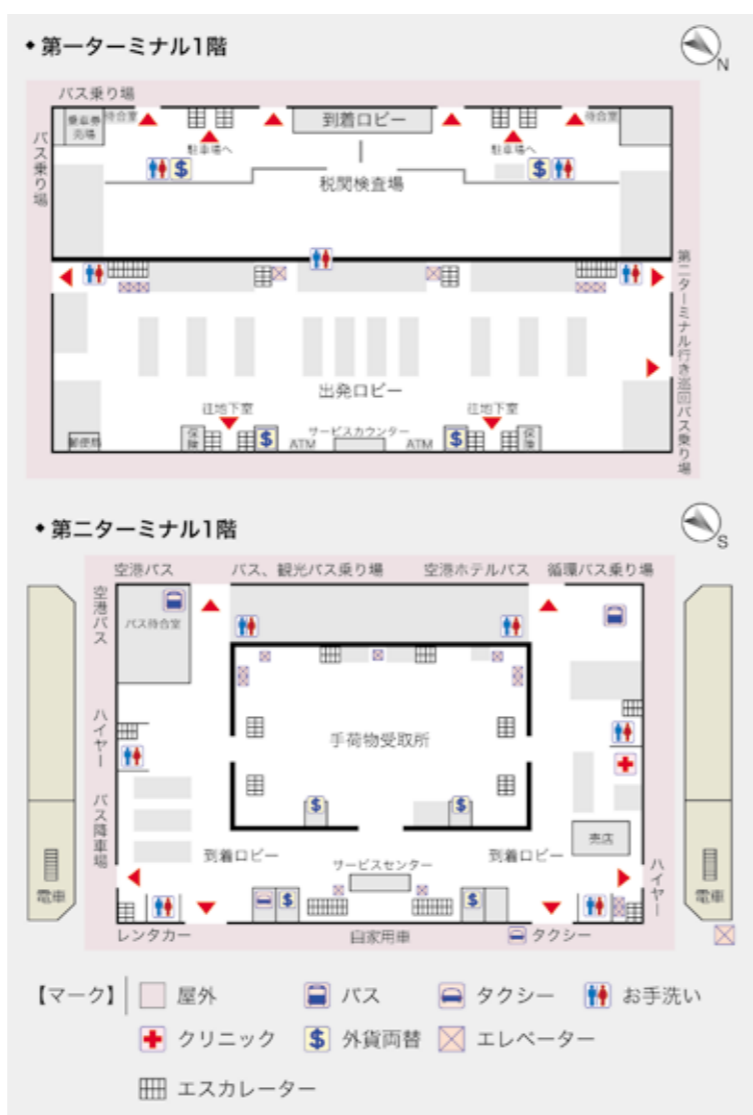 ◆ 第一ターミナル1階
N
バス乗り場
バス乗り場
乗車券
売場
待合室
到着ロビー
待合室
駐車場へ
駐車場へ
税関検査場
第二ターミナル行き巡回バス乗り場
出発ロビー
往地下室
往地下室
郵便局
保険
ATM
サービスカウンター
ATM
保険
◆ 第二ターミナル1階
S
空港バス
バス、観光バス乗り場
空港ホテルバス
循環バス乗り場
空港バス
バス待合室
ハイヤー
手荷物受取所
バス降車場
売店
到着ロビー
サービスセンター
到着ロビー
ハイヤー
電車
電車
レンタカー
自家用車
タクシー
【マーク】
屋外
バス
タクシー
お手洗い
クリニック
外貨両替
エレベーター
エスカレーター